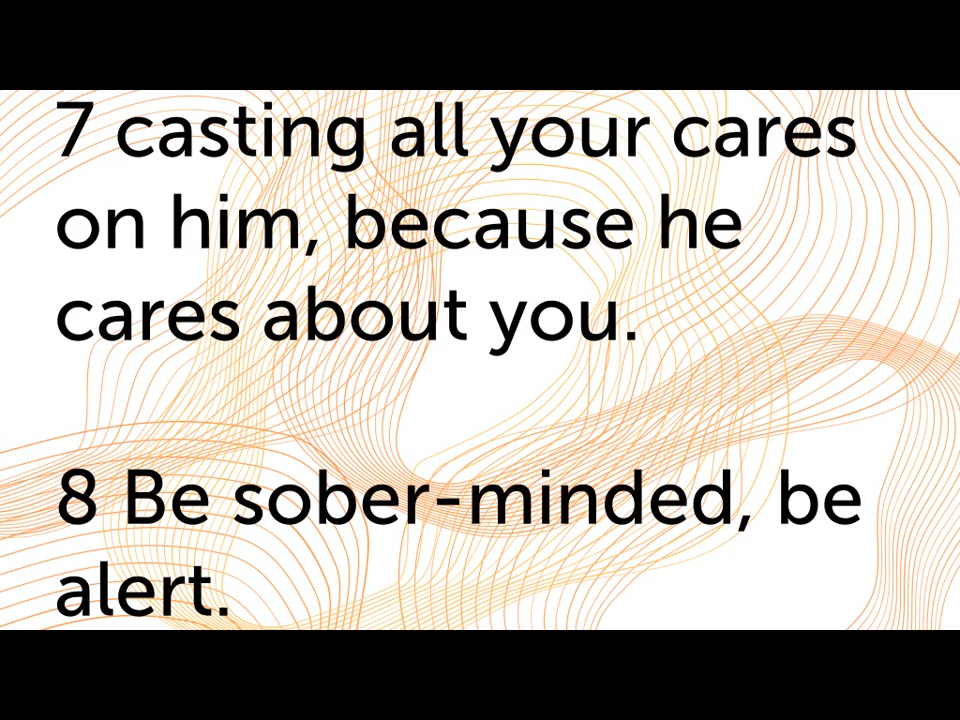 7 casting all your cares
on him, because he
cares about you.
8 Be sober-minded, be
alert.